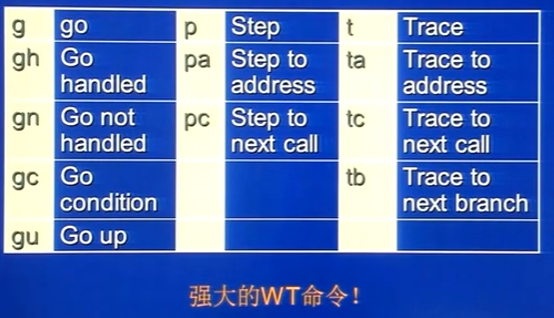 g go p Step t Trace
gh Go handled pa Step to address ta Trace to address
gn Go not handled pc Step to next call tc Trace to next call
gc Go condition tb Trace to next branch
gu Go up
强大的WT命令！